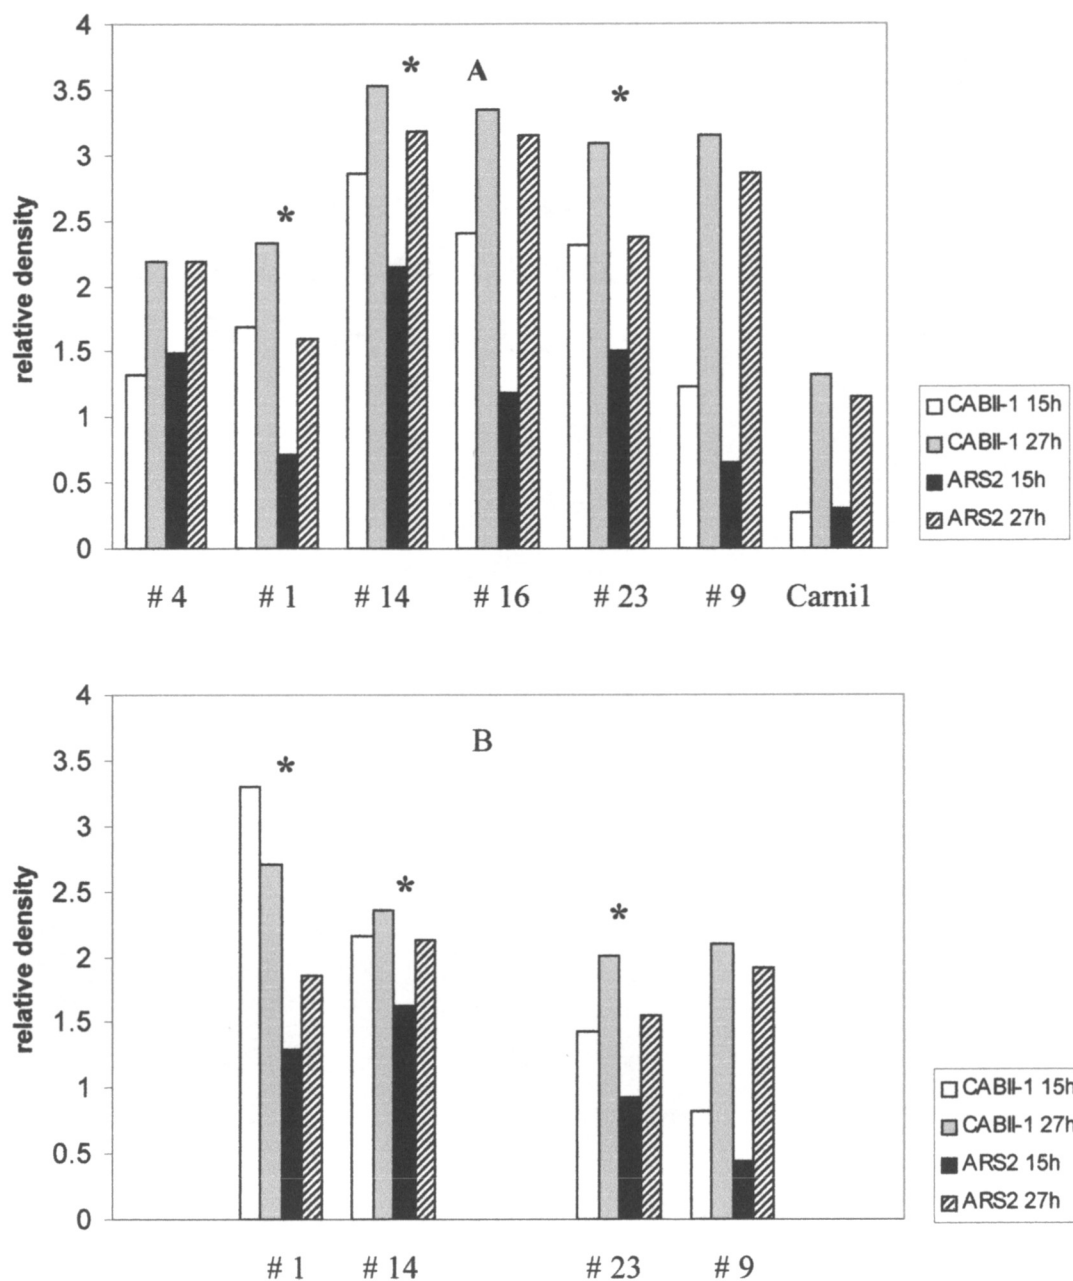 4
3.5
3
2.5
2
1.5
1
0.5
0
relative density
*
*
A
*
# 4 # 1 # 14 # 16 # 23 # 9 Carni1
CABII-1 15h
CABII-1 27h
ARS2 15h
ARS2 27h
4
3.5
3
2.5
2
1.5
1
0.5
0
relative density
B
*
*
*
# 1 # 14 # 23 # 9
CABII-1 15h
CABII-1 27h
ARS2 15h
ARS2 27h